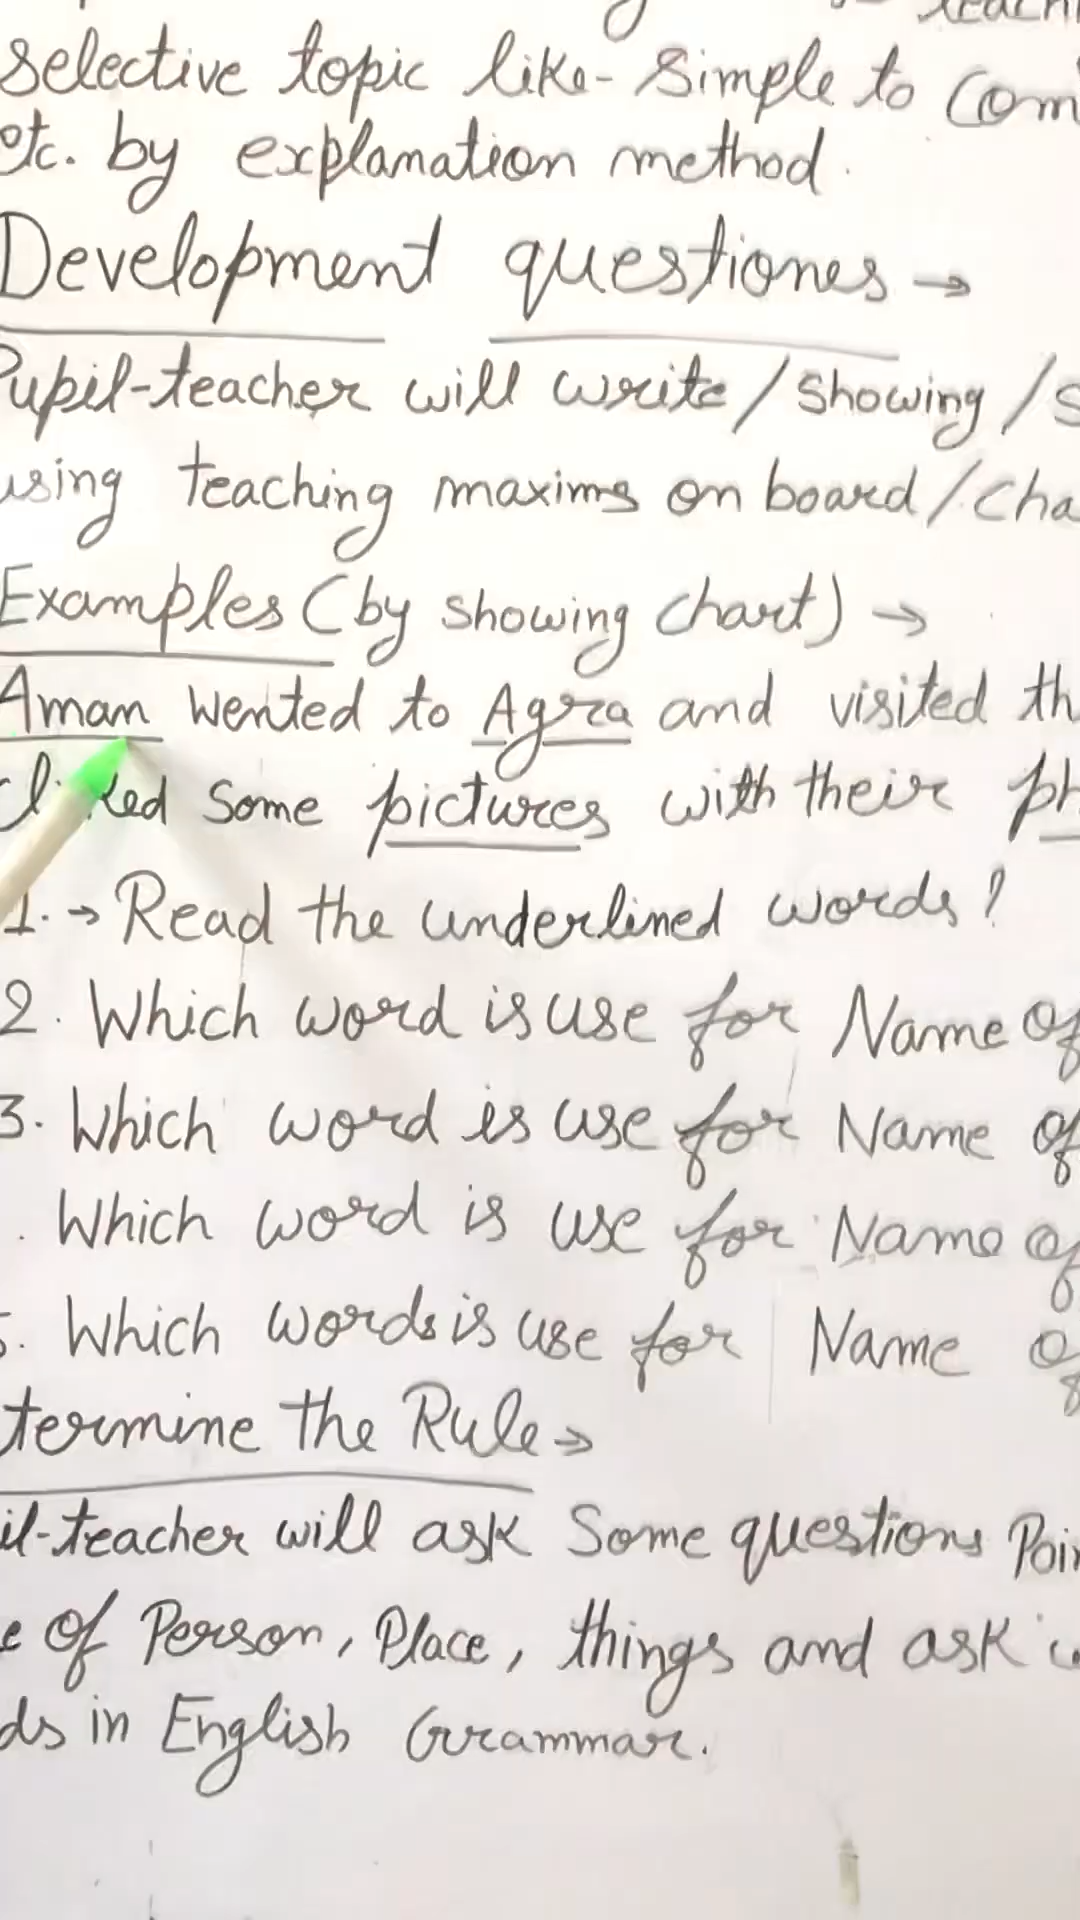 selective topic like- Simple to Com
etc. by explanation method.
Development questiones →
Pupil-teacher will write/showing/s
using teaching maxims on board/cha
Examples (by showing chart) →
Aman wented to Agra and visited th
some pictures with their ph
1. → Read the underlined words?
2. Which word is use for Name of
3. Which word is use for Name of
. Which word is use for Name of
5. Which words is use for Name of
termine the Rule →
il-teacher will ask Some questions Poin
e of Person, Place, things and ask w
ds in English Grammar.